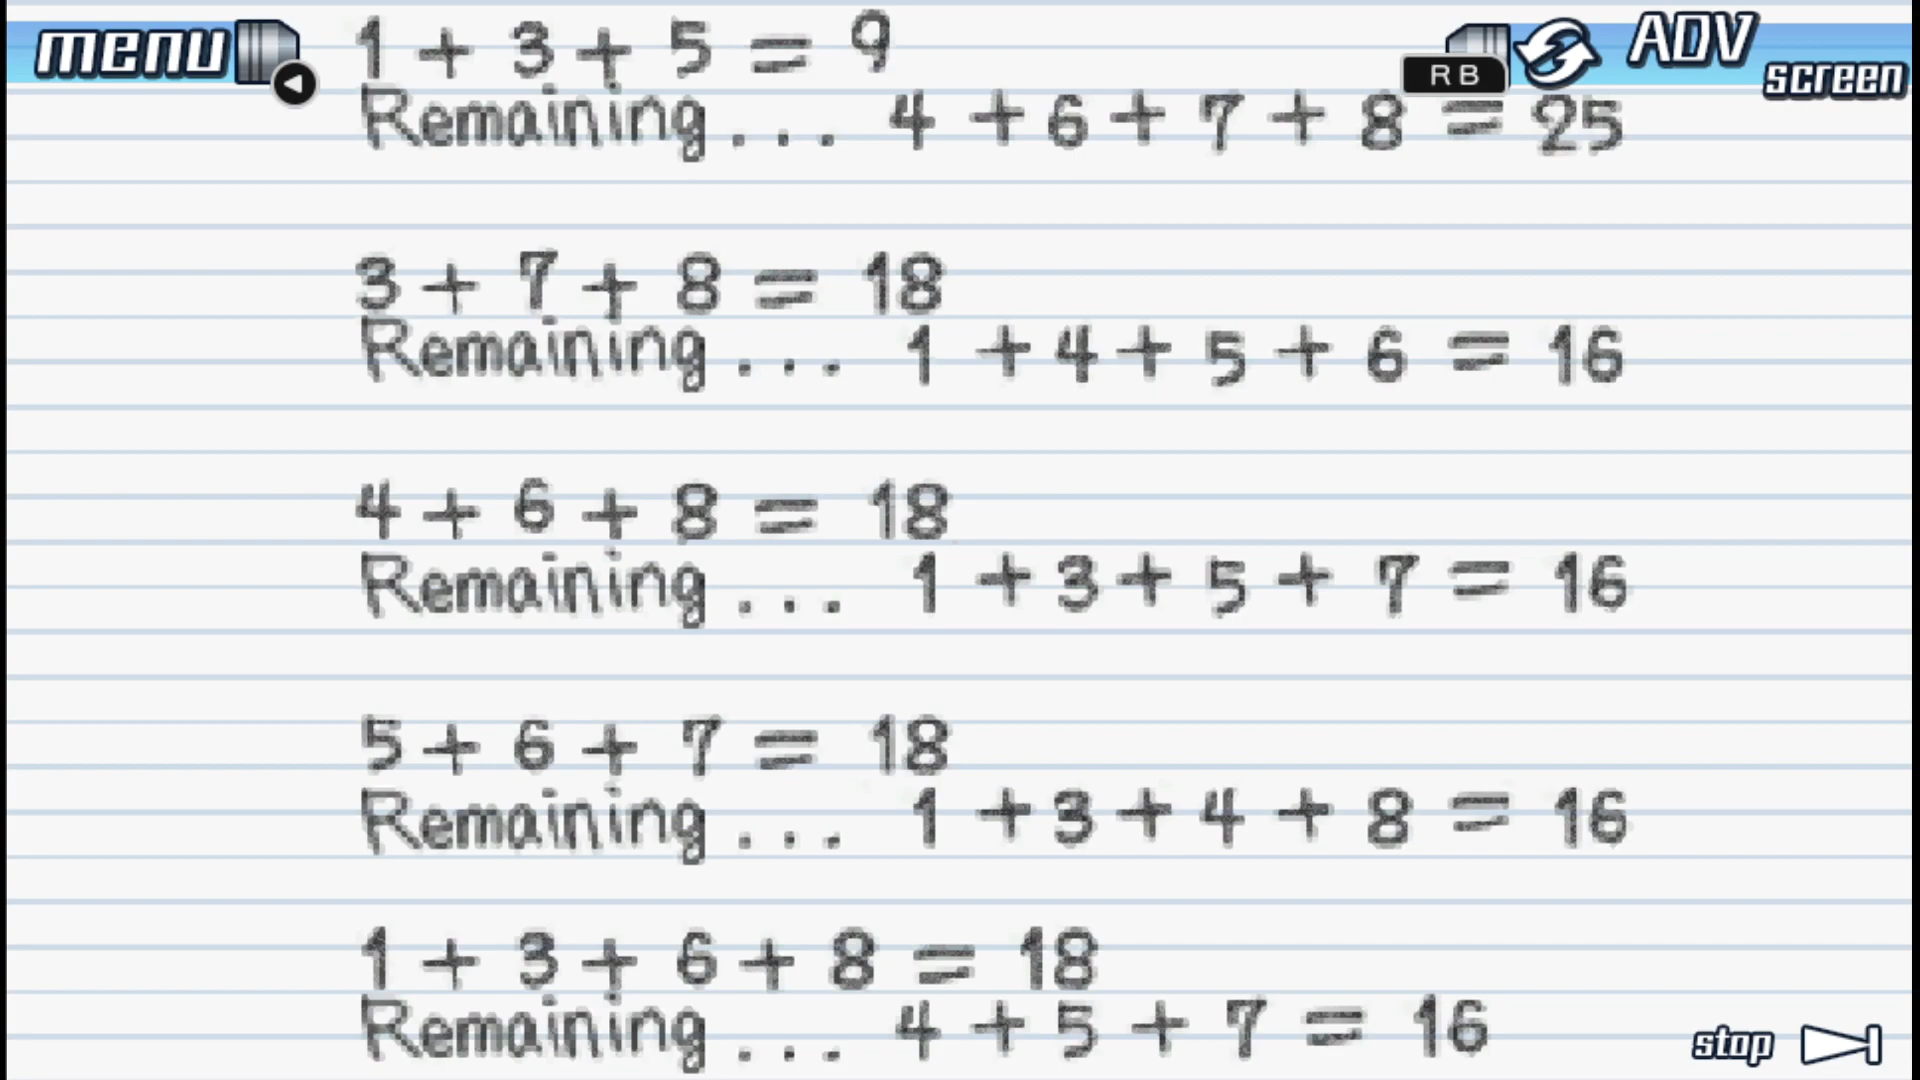 menu
1 + 3 + 5 = 9
RB
ADV
screen
Remaining... 4 + 6 + 7 + 8 = 25
3 + 7 + 8 = 18
Remaining... 1 + 4 + 5 + 6 = 16
4 + 6 + 8 = 18
Remaining... 1 + 3 + 5 + 7 = 16
5 + 6 + 7 = 18
Remaining... 1 + 3 + 4 + 8 = 16
1 + 3 + 6 + 8 = 18
Remaining... 4 + 5 + 7 = 16
stop